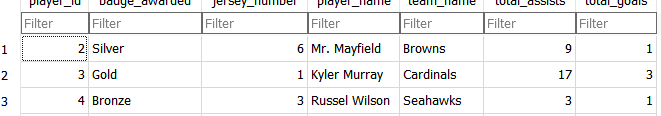 player_id badge_awarded jersey_number player_name team_name total_assists total_goals
Filter Filter Filter Filter Filter Filter Filter
1 2 Silver 6 Mr. Mayfield Browns 9 1
2 3 Gold 1 Kyler Murray Cardinals 17 3
3 4 Bronze 3 Russel Wilson Seahawks 3 1